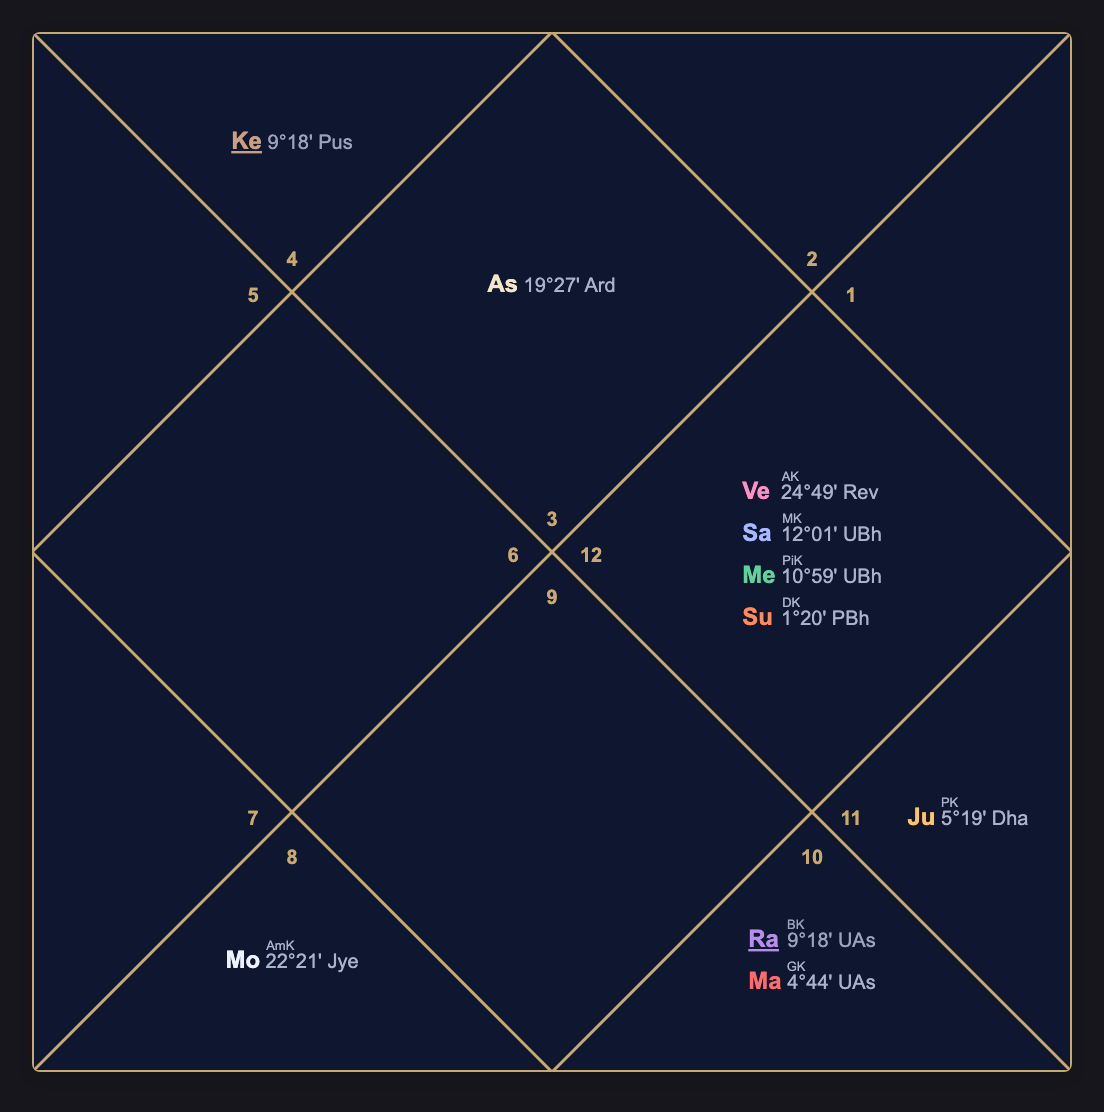 Ke 9°18' Pus
4
2
As 19°27' Ard
5
1
AK
Ve 24°49' Rev
MK
Sa 12°01' UBh
3
6
12
PiK
Me 10°59' UBh
9
DK
Su 1°20' PBh
PK
Ju 5°19' Dha
7
11
8
10
BK
Ra 9°18' UAs
AmK
Mo 22°21' Jye
GK
Ma 4°44' UAs